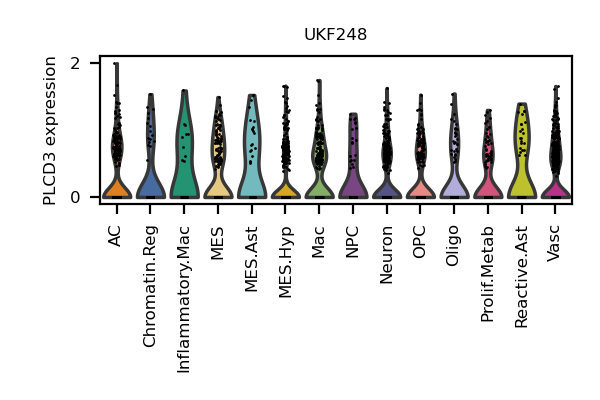 UKF248
PLCD3 expression
2
0
AC
Chromatin.Reg
Inflammatory.Mac
MES
MES.Ast
MES.Hyp
Mac
NPC
Neuron
OPC
Oligo
Prolif.Metab
Reactive.Ast
Vasc